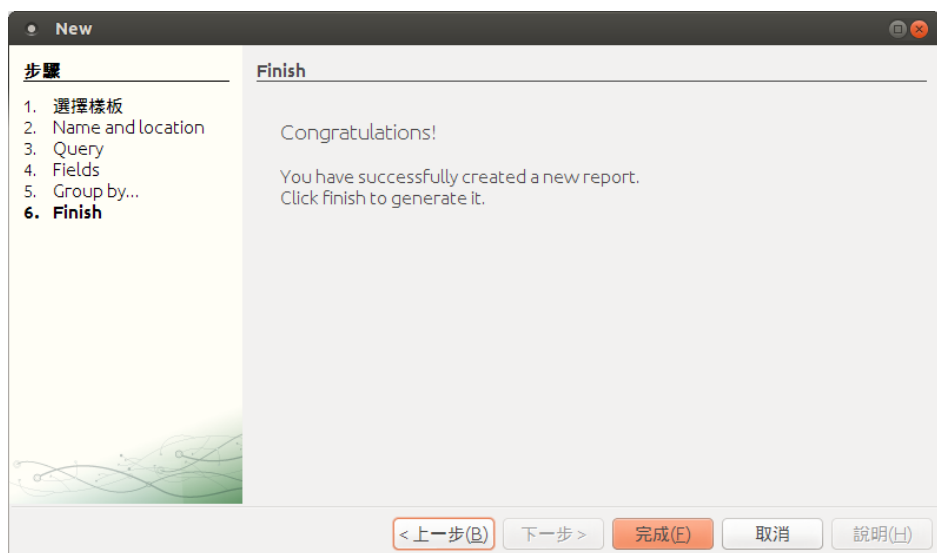 New
步驟
1. 選擇樣板
2. Name and location
3. Query
4. Fields
5. Group by...
6. Finish
Finish
Congratulations!
You have successfully created a new report.
Click finish to generate it.
< 上一步(B)
下一步 >
完成(F)
取消
說明(H)